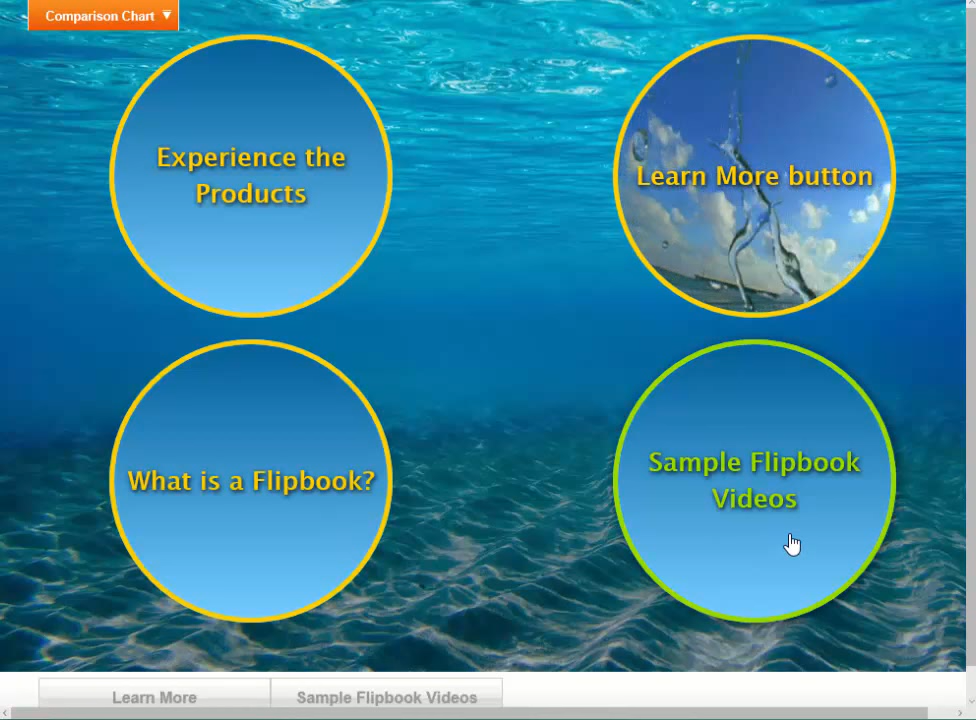 Comparison Chart
Experience the
Products
Learn More button
What is a Flipbook?
Sample Flipbook
Videos
Learn More
Sample Flipbook Videos